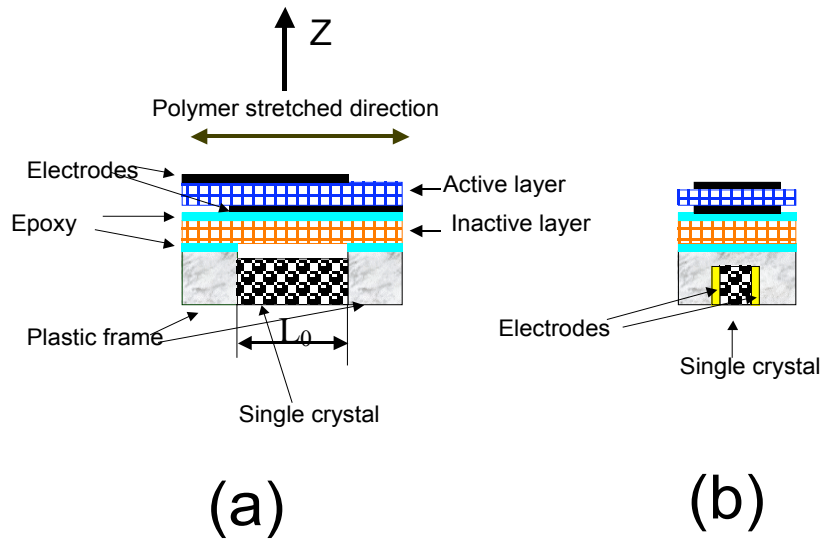 Z
Polymer stretched direction
Electrodes
Active layer
Epoxy
Inactive layer
Plastic frame
L₀
Single crystal
(a)
Electrodes
Single crystal
(b)